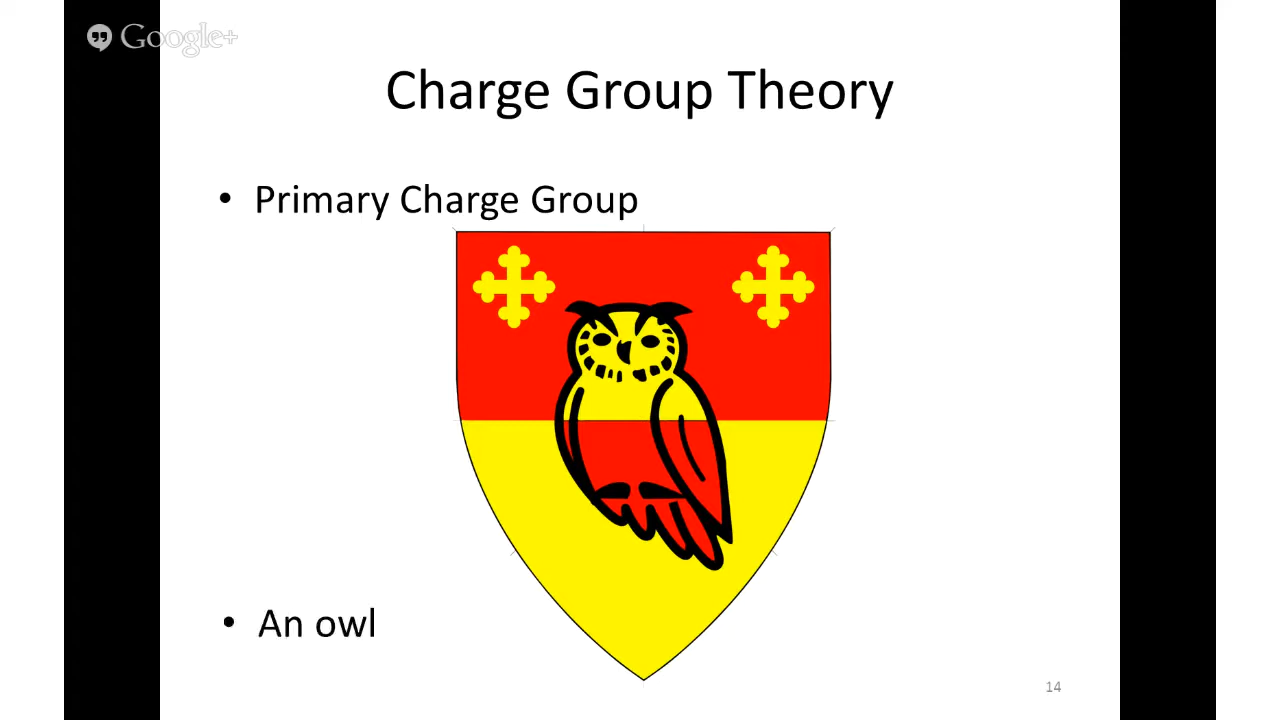 Google+
Charge Group Theory
• Primary Charge Group
• An owl
14